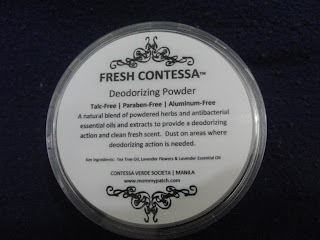 FRESH CONTESSA™
Deodorizing Powder
Talc-Free | Paraben-Free | Aluminum-Free
A natural blend of powdered herbs and antibacterial
essential oils and extracts to provide a deodorizing
action and clean fresh scent. Dust on areas where
deodorizing action is needed.
Key Ingredients: Tea Tree Oil, Lavender Flowers & Lavender Essential Oils
CONTESSA VERDE SOCIETA | MANILA
www.mommypatch.com